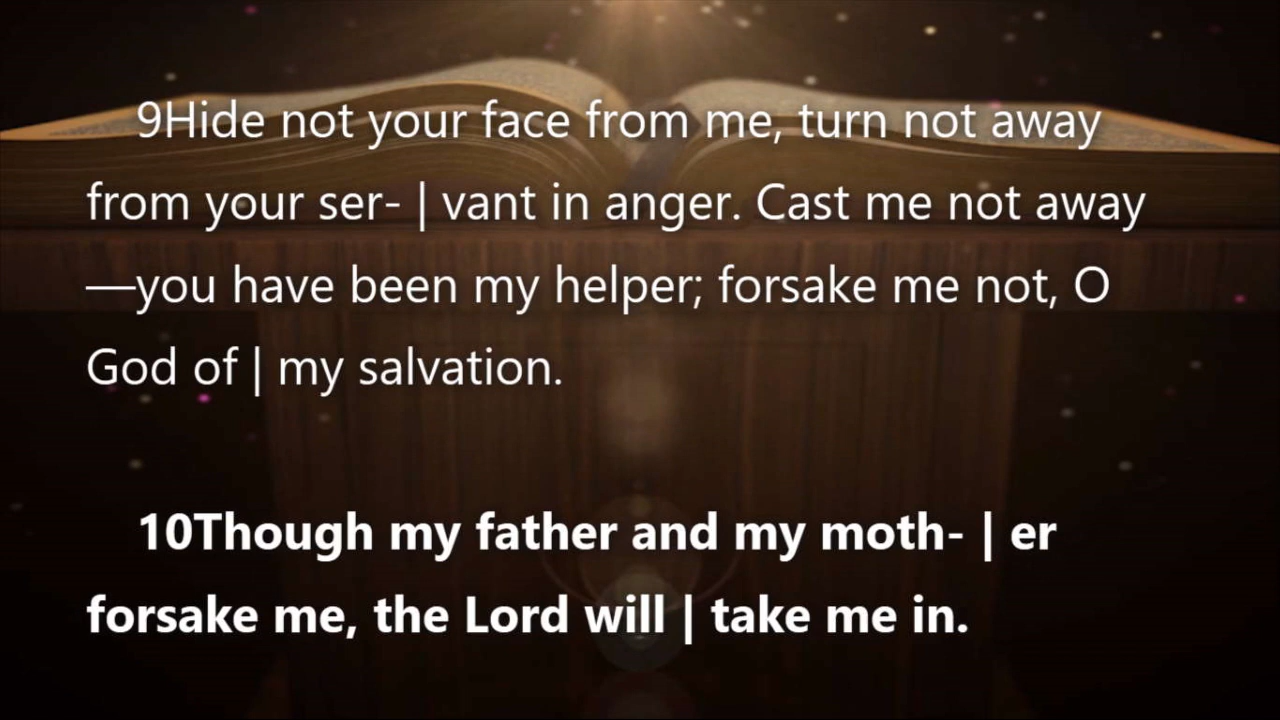 9Hide not your face from me, turn not away
from your ser- | vant in anger. Cast me not away
—you have been my helper; forsake me not, O
God of | my salvation.
10Though my father and my moth- | er
forsake me, the Lord will | take me in.